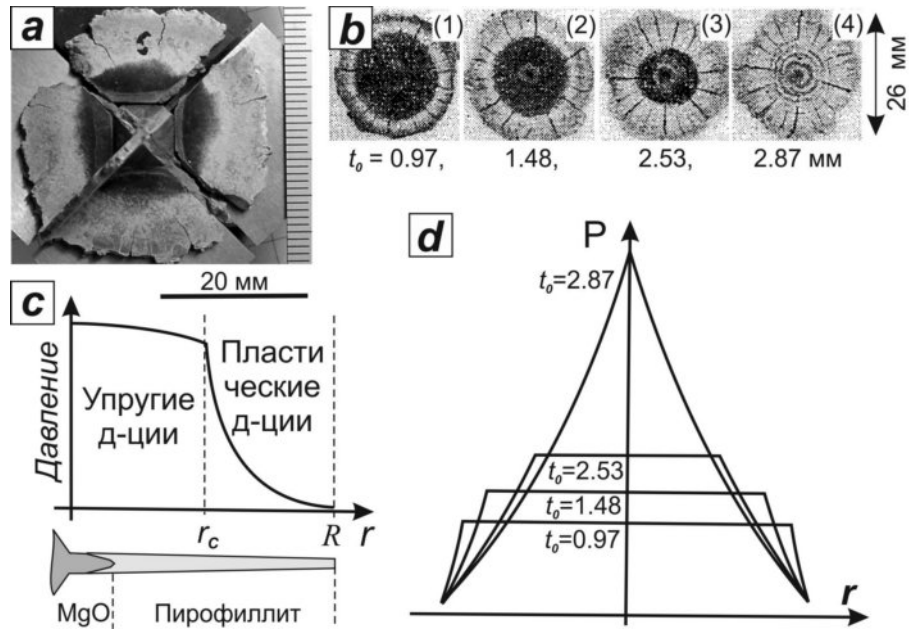 a
b
(1)
(2)
(3)
(4)
26 мм
t₀ = 0.97,
1.48,
2.53,
2.87 мм
20 мм
c
Давление
Упругие
д-ции
Пласти
ческие
д-ции
r_c
R
r
MgO
Пирофиллит
d
P
t₀=2.87
t₀=2.53
t₀=1.48
t₀=0.97
r